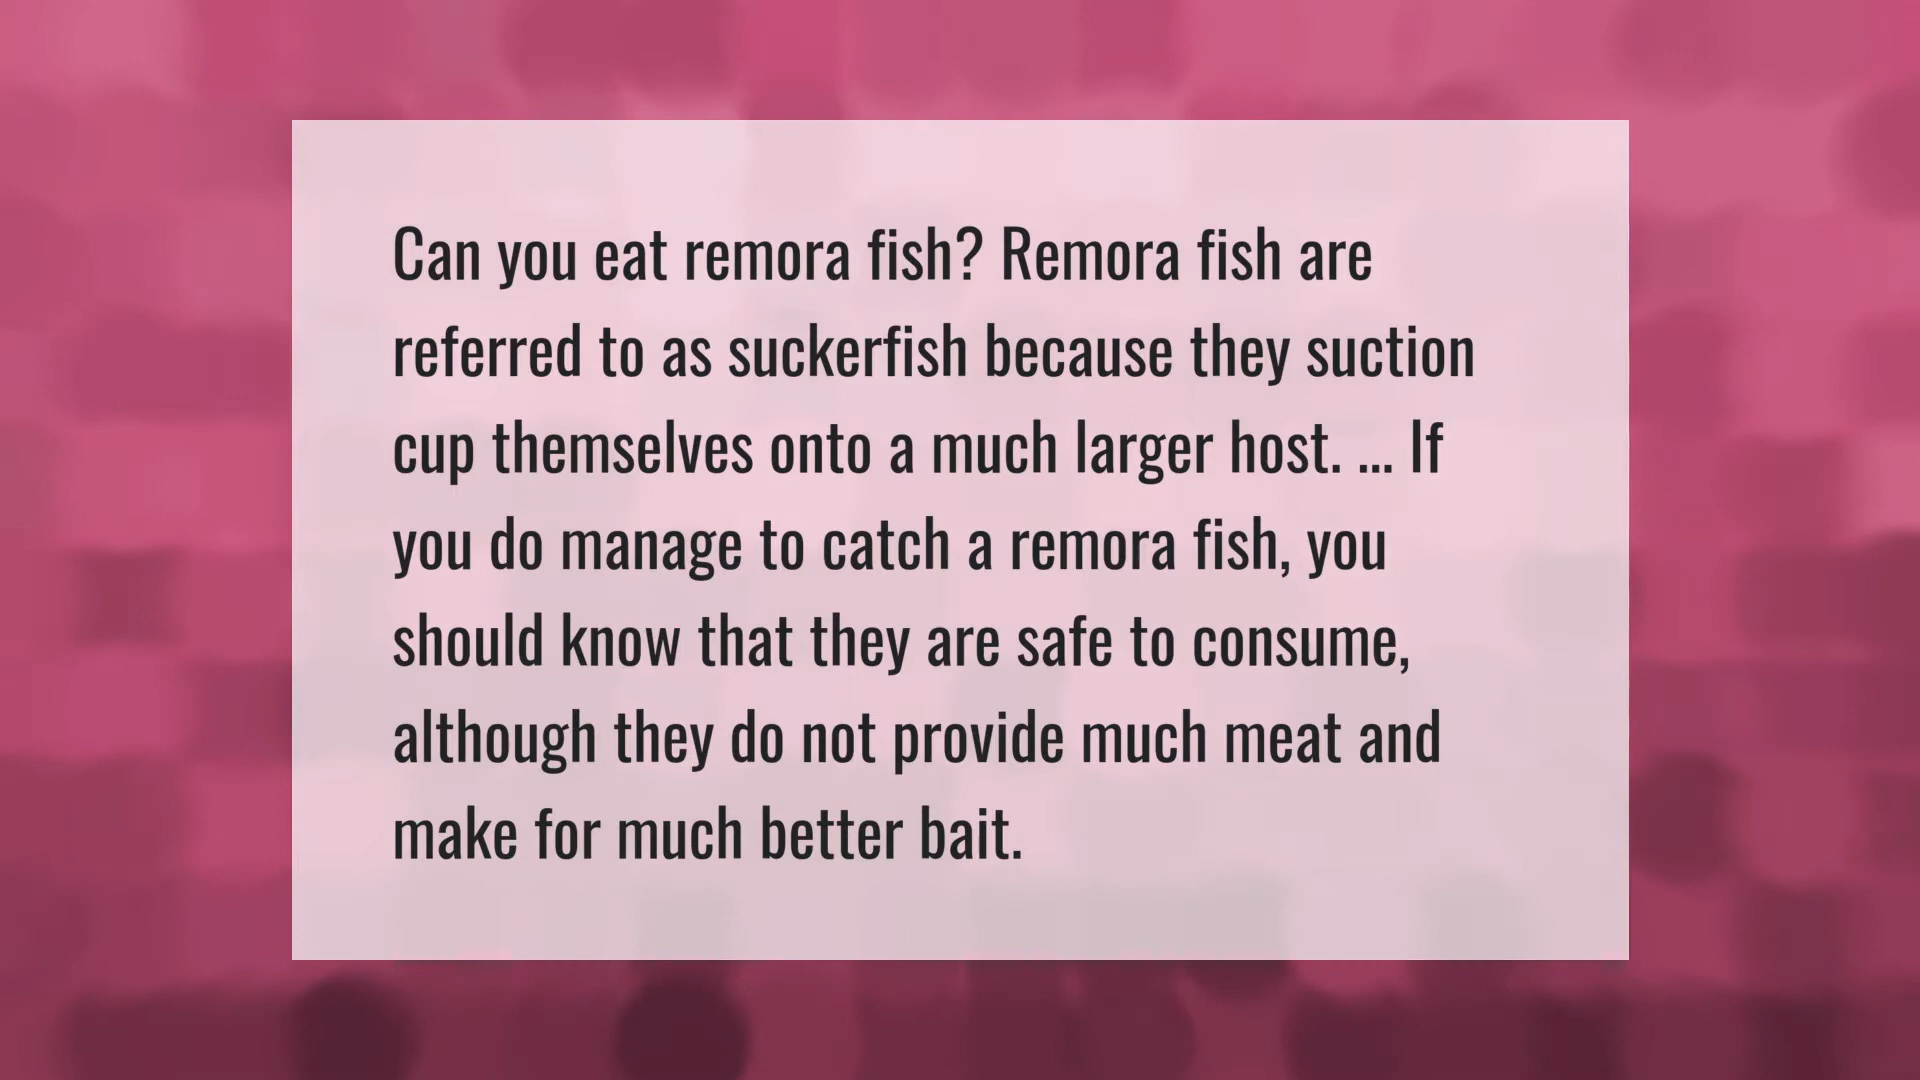 Can you eat remora fish? Remora fish are
referred to as suckerfish because they suction
cup themselves onto a much larger host. ... If
you do manage to catch a remora fish, you
should know that they are safe to consume,
although they do not provide much meat and
make for much better bait.